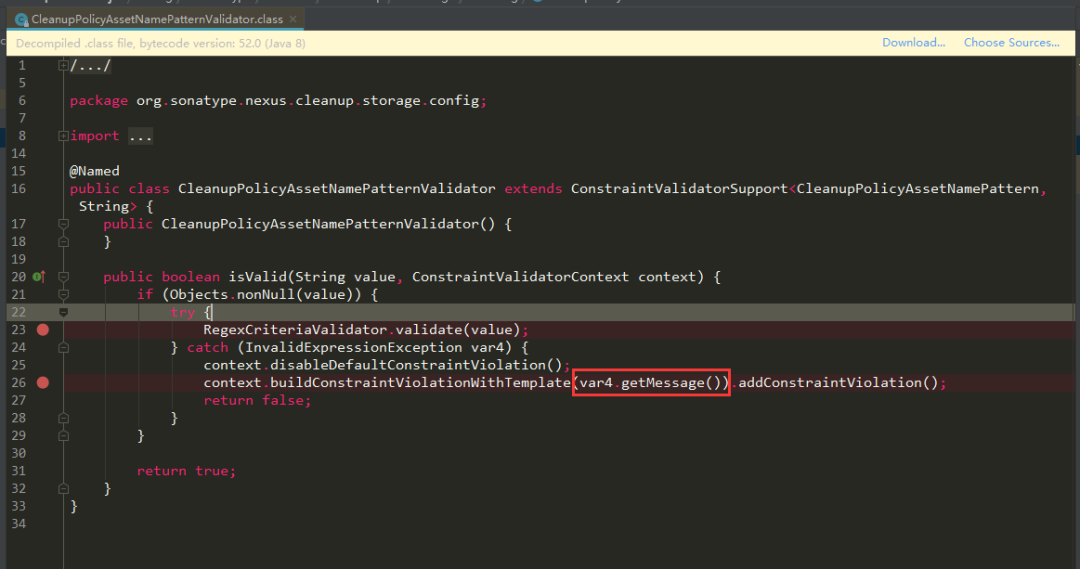 CleanupPolicyAssetNamePatternValidator.class ×
Decompiled .class file, bytecode version: 52.0 (Java 8) Download... Choose Sources...
1 /.../
5
6 package org.sonatype.nexus.cleanup.storage.config;
7
8 import ...
14
15 @Named
16 public class CleanupPolicyAssetNamePatternValidator extends ConstraintValidatorSupport<CleanupPolicyAssetNamePattern,
String> {
17 public CleanupPolicyAssetNamePatternValidator() {
18 }
19
20 public boolean isValid(String value, ConstraintValidatorContext context) {
21 if (Objects.nonNull(value)) {
22 try {
23 RegexCriteriaValidator.validate(value);
24 } catch (InvalidExpressionException var4) {
25 context.disableDefaultConstraintViolation();
26 context.buildConstraintViolationWithTemplate(var4.getMessage()).addConstraintViolation();
27 return false;
28 }
29 }
30
31 return true;
32 }
33 }
34